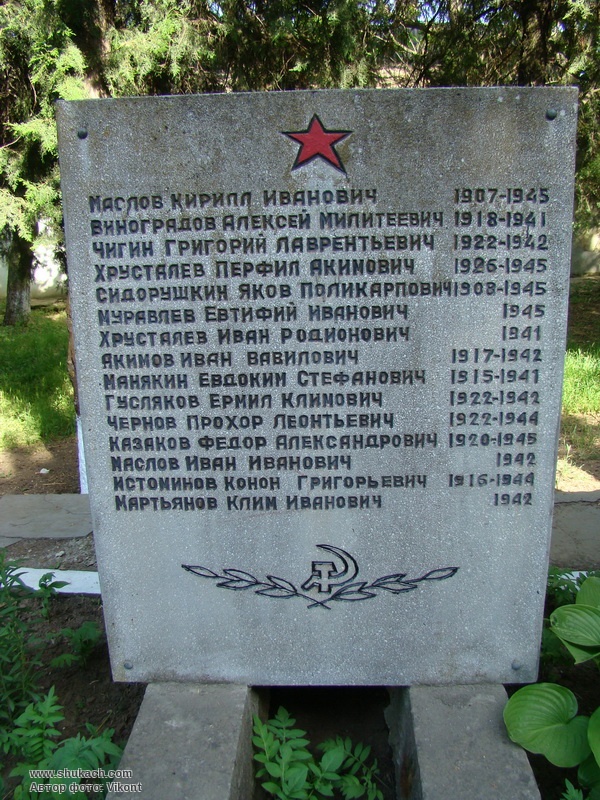 Маслов Кирилл Иванович 1907-1945
Виноградов Алексей Милитеевич 1918-1941
Чигин Григорий Лаврентьевич 1922-1942
Хрусталев Перфил Акимович 1926-1945
Сидорушкин Яков Поликарпович 1908-1945
Муравлев Евтифий Иванович 1945
Хрусталев Иван Родионович 1941
Акимов Иван Вавилович 1917-1942
Манякин Евдоким Стефанович 1915-1941
Гусляков Ермил Климович 1922-1942
Чернов Прохор Леонтьевич 1922-1944
Казаков Федор Александрович 1920-1945
Маслов Иван Иванович 1942
Истоминов Конон Григорьевич 1916-1944
Мартьянов Клим Иванович 1942
www.shukach.com
Автор фото: Vikont